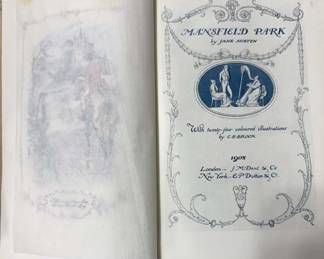 MANSFIELD PARK
by JANE AUSTEN
With twenty-five coloured illustrations
by C.E. BROCK
1908
London — J.M. Dent & Co
New York — E.P. Dutton & Co.